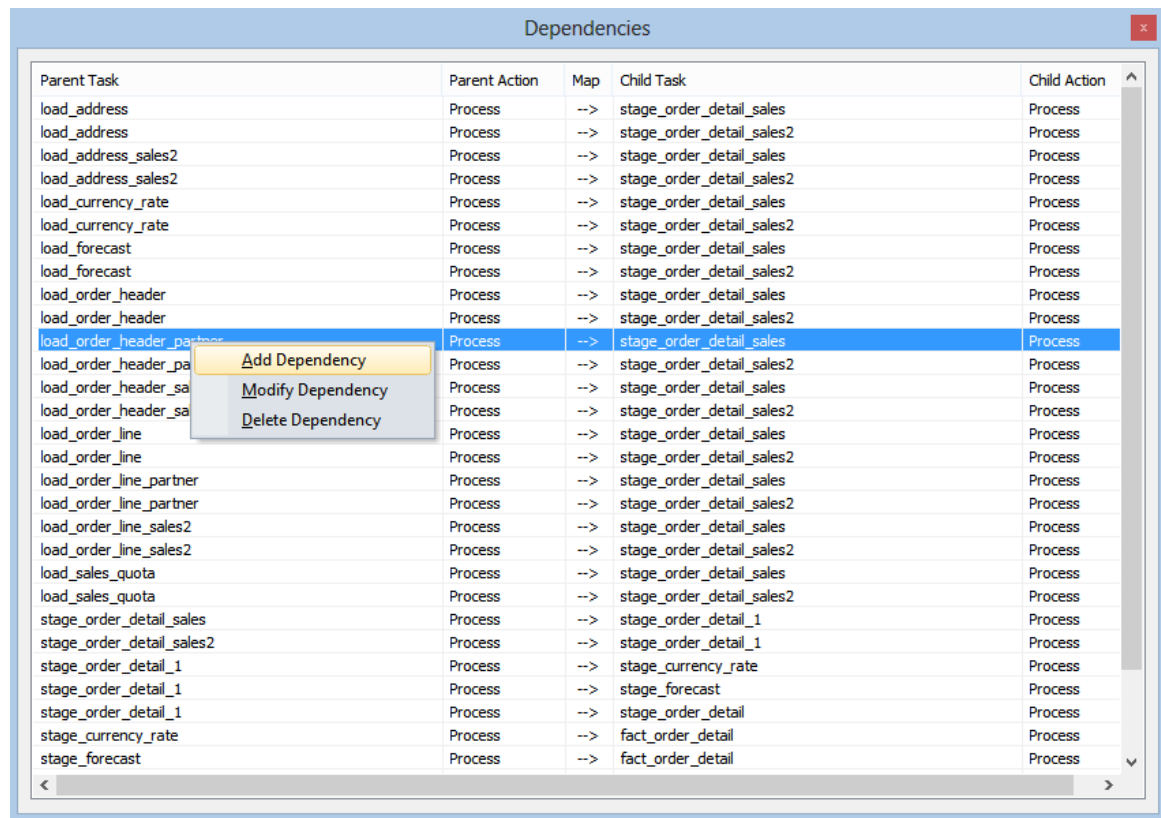 Dependencies
x
Parent Task Parent Action Map Child Task Child Action
load_address Process --> stage_order_detail_sales Process
load_address Process --> stage_order_detail_sales2 Process
load_address_sales2 Process --> stage_order_detail_sales Process
load_address_sales2 Process --> stage_order_detail_sales2 Process
load_currency_rate Process --> stage_order_detail_sales Process
load_currency_rate Process --> stage_order_detail_sales2 Process
load_forecast Process --> stage_order_detail_sales Process
load_forecast Process --> stage_order_detail_sales2 Process
load_order_header Process --> stage_order_detail_sales Process
load_order_header Process --> stage_order_detail_sales2 Process
load_order_header_partner Process --> stage_order_detail_sales Process
load_order_header_pa Process --> stage_order_detail_sales2 Process
load_order_header_sa Process --> stage_order_detail_sales Process
load_order_header_sa Process --> stage_order_detail_sales2 Process
Add Dependency
Modify Dependency
Delete Dependency
load_order_line Process --> stage_order_detail_sales Process
load_order_line Process --> stage_order_detail_sales2 Process
load_order_line_partner Process --> stage_order_detail_sales Process
load_order_line_partner Process --> stage_order_detail_sales2 Process
load_order_line_sales2 Process --> stage_order_detail_sales Process
load_order_line_sales2 Process --> stage_order_detail_sales2 Process
load_sales_quota Process --> stage_order_detail_sales Process
load_sales_quota Process --> stage_order_detail_sales2 Process
stage_order_detail_sales Process --> stage_order_detail_1 Process
stage_order_detail_sales2 Process --> stage_order_detail_1 Process
stage_order_detail_1 Process --> stage_currency_rate Process
stage_order_detail_1 Process --> stage_forecast Process
stage_order_detail_1 Process --> stage_order_detail Process
stage_currency_rate Process --> fact_order_detail Process
stage_forecast Process --> fact_order_detail Process